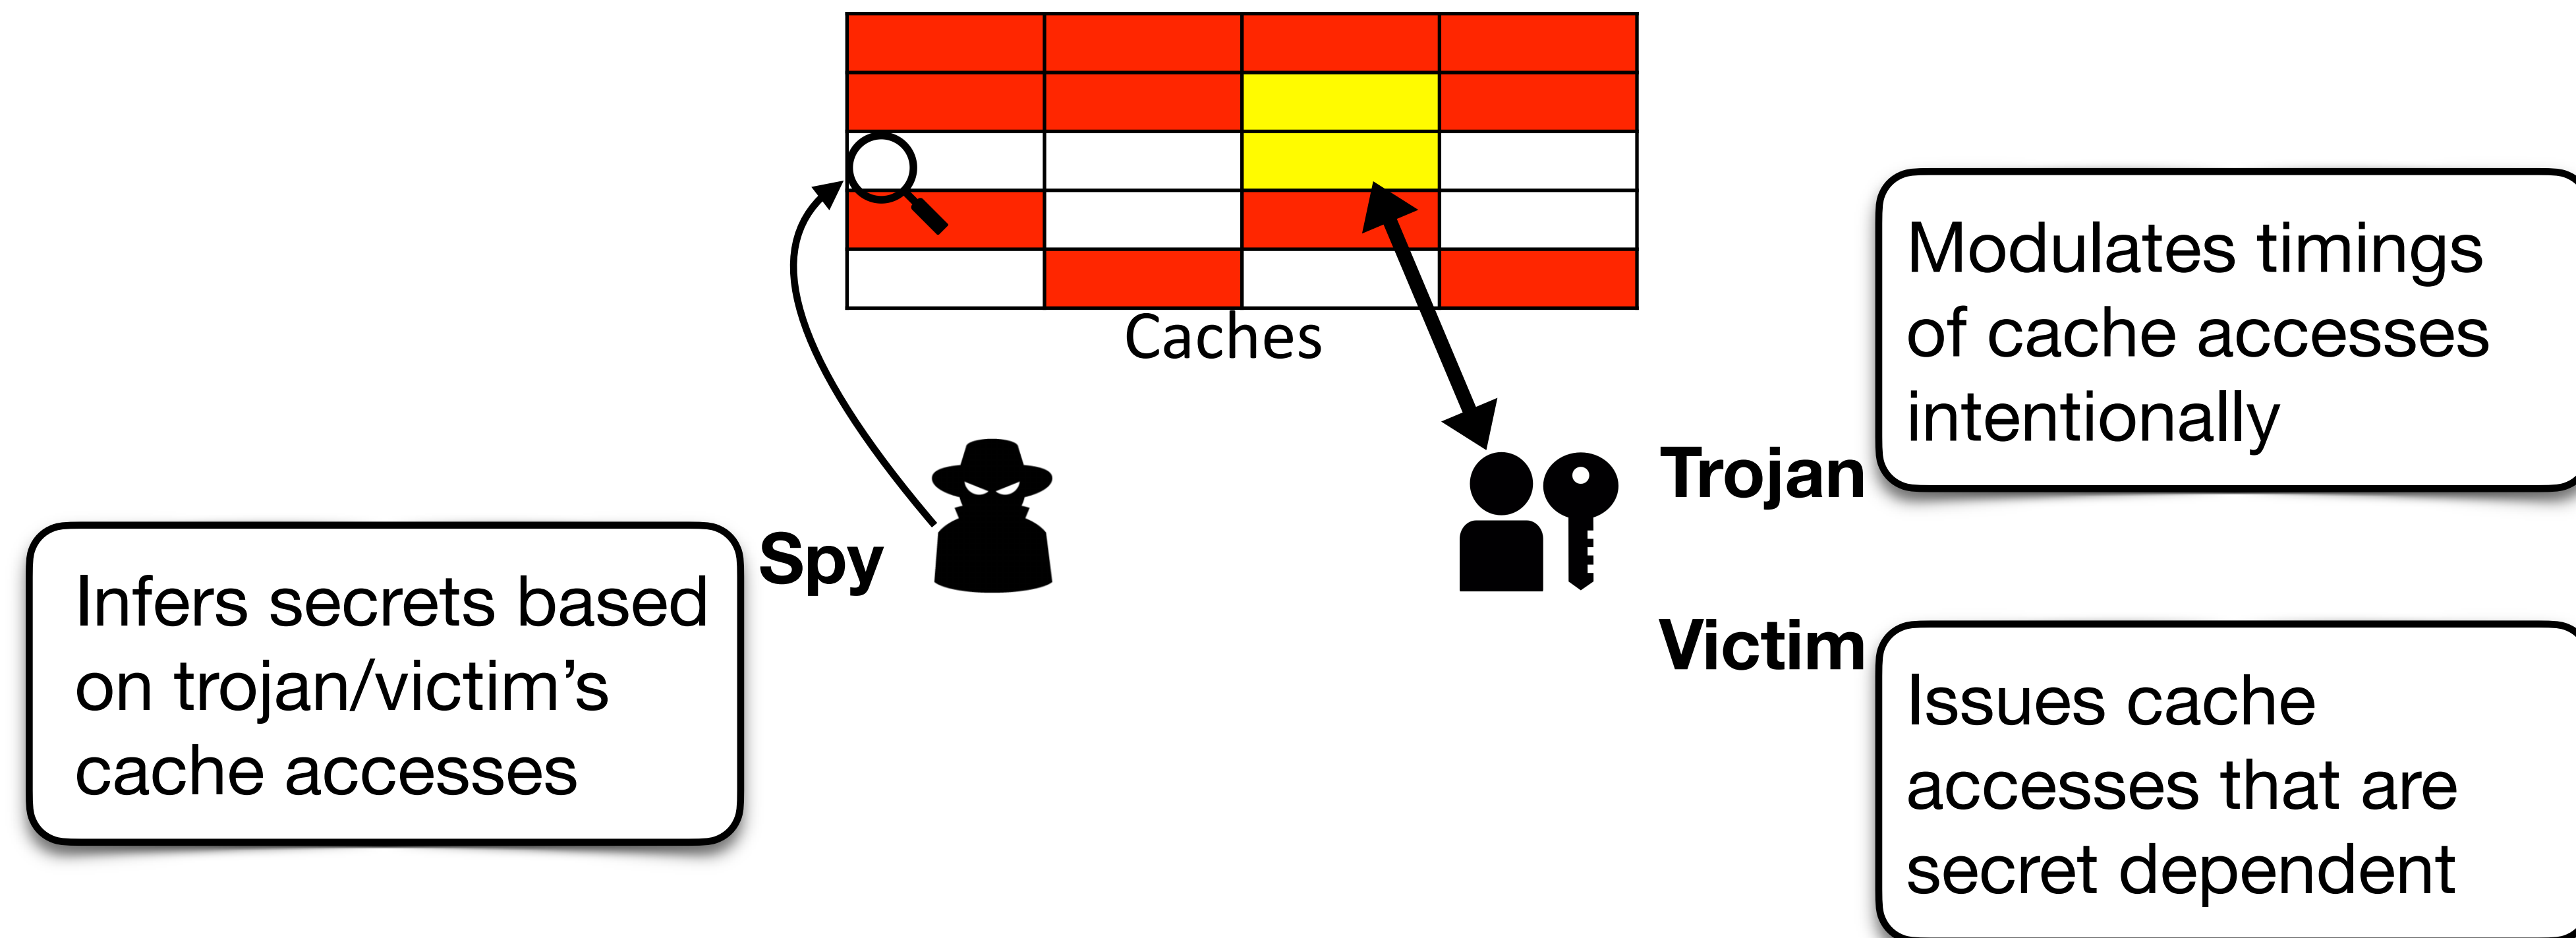 Caches
Modulates timings
of cache accesses
intentionally
Trojan
Spy
Infers secrets based
on trojan/victim’s
cache accesses
Victim
Issues cache
accesses that are
secret dependent